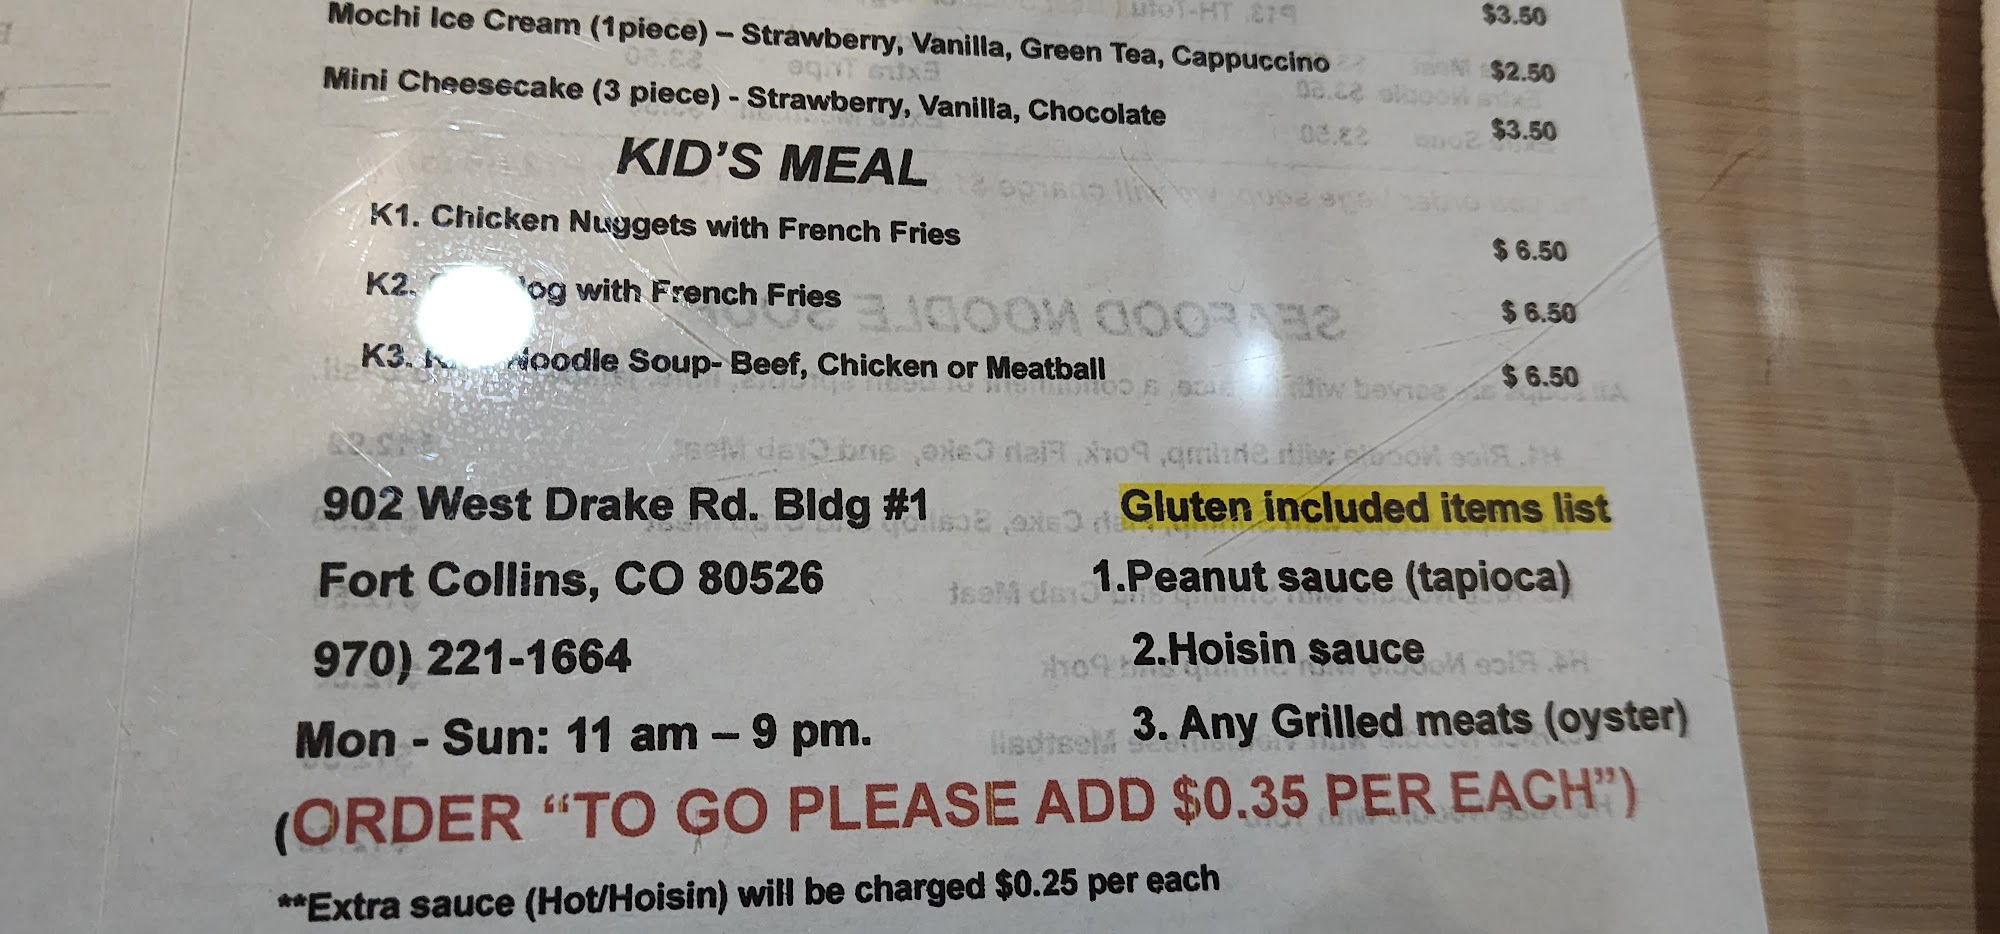 $3.50
Mochi Ice Cream (1piece) – Strawberry, Vanilla, Green Tea, Cappuccino $2.50
Mini Cheesecake (3 piece) - Strawberry, Vanilla, Chocolate $3.50
KID'S MEAL
K1. Chicken Nuggets with French Fries $ 6.50
K2. with French Fries $ 6.50
K3. Noodle Soup- Beef, Chicken or Meatball $ 6.50
902 West Drake Rd. Bldg #1
Fort Collins, CO 80526
970) 221-1664
Mon - Sun: 11 am – 9 pm.
Gluten included items list
1.Peanut sauce (tapioca)
2.Hoisin sauce
3. Any Grilled meats (oyster)
(ORDER “TO GO PLEASE ADD $0.35 PER EACH”)
**Extra sauce (Hot/Hoisin) will be charged $0.25 per each